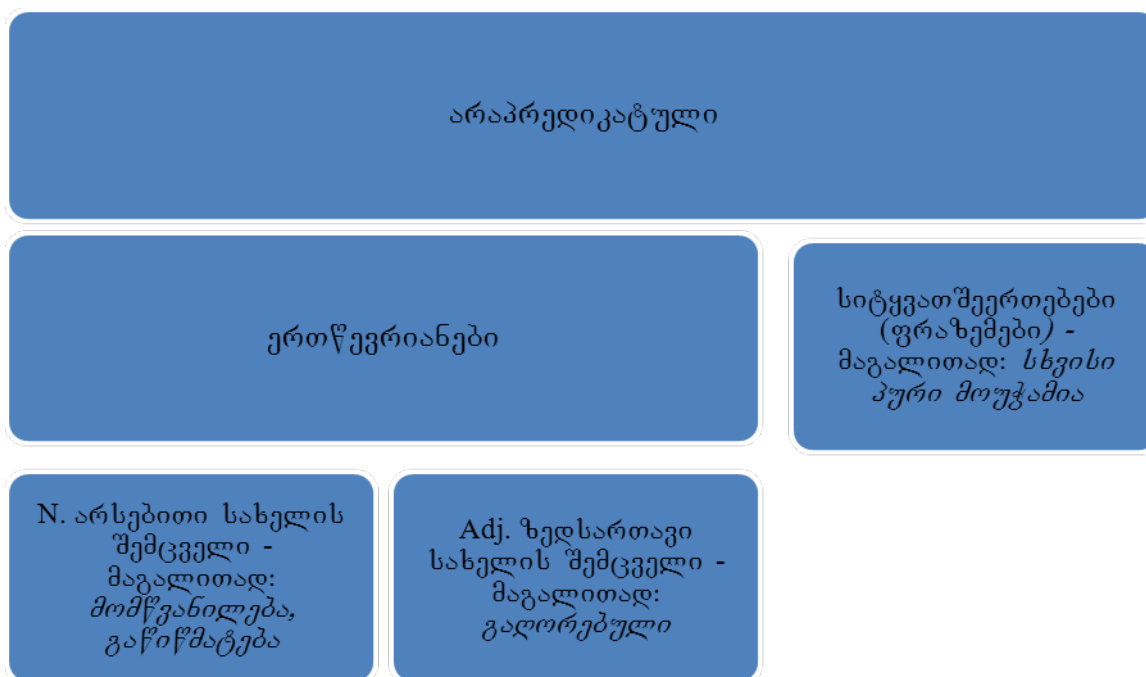 არაპრედიკატული
ერთწევრიანები
სიტყვათშეერთებები
(ფრაზემები) -
მაგალითად: სხვისი
პური მოუჭამია
N. არსებითი სახელის
შემცველი -
მაგალითად:
მომწვანილება,
გაწიწმატება
Adj. ზედსართავი
სახელის შემცველი -
მაგალითად:
გაღორებული